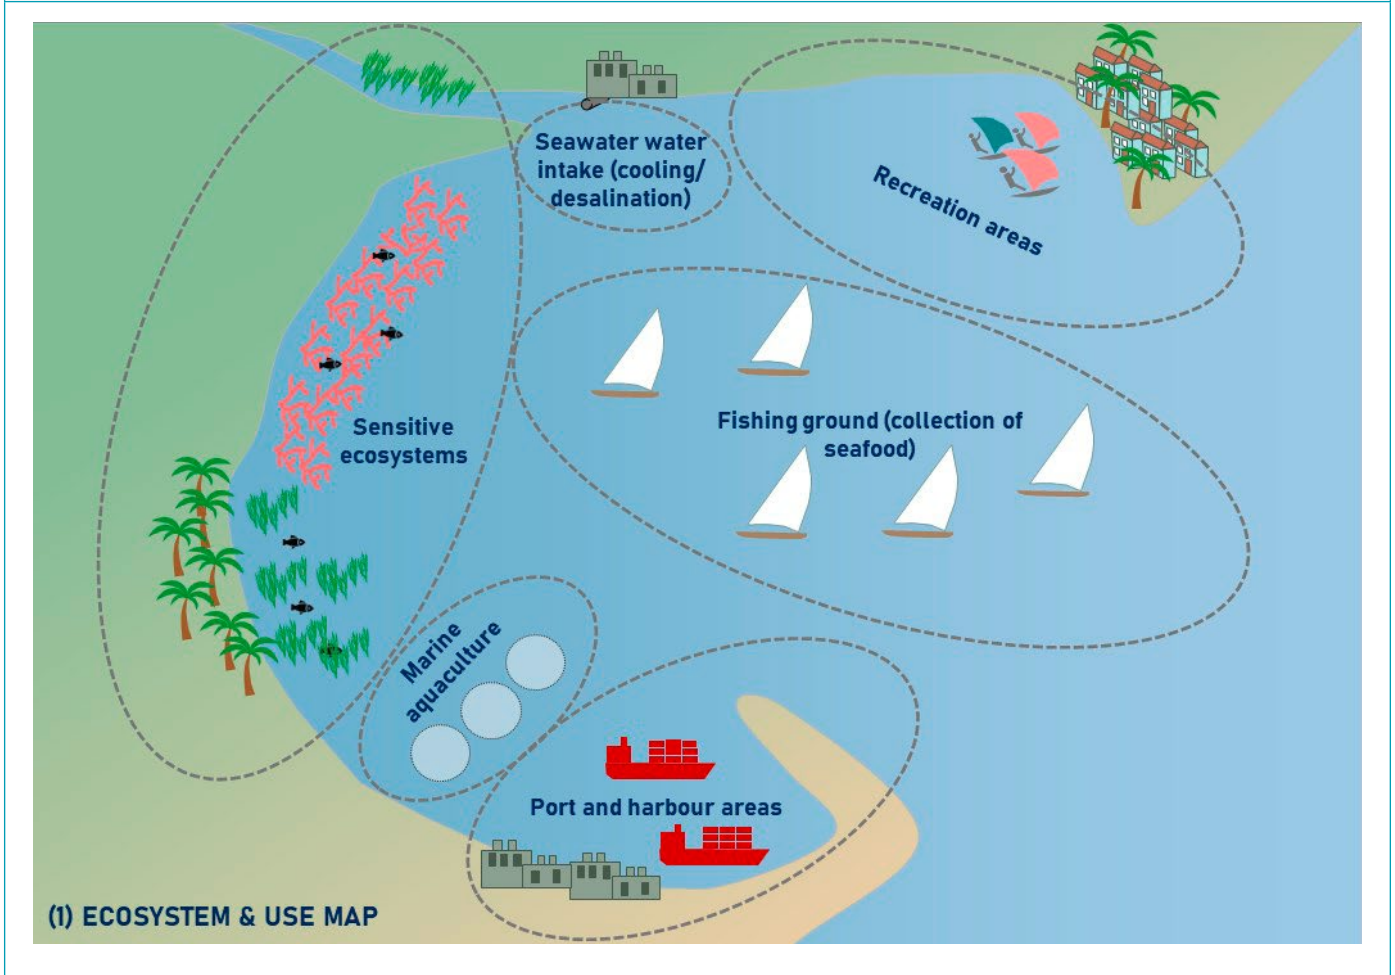 Seawater water
intake (cooling/
desalination)
Recreation areas
Fishing ground (collection of
seafood)
Sensitive
ecosystems
Marine
aquaculture
Port and harbour areas
(1) ECOSYSTEM & USE MAP